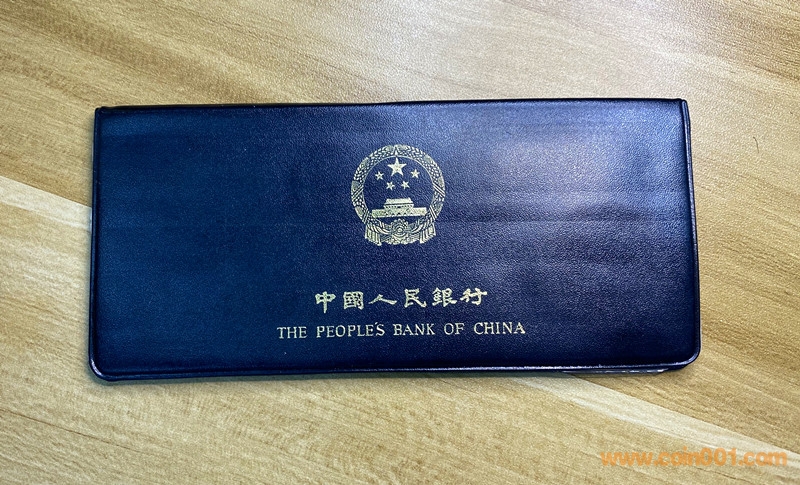 中國人民銀行
THE PEOPLE'S BANK OF CHINA
www.coin001.com